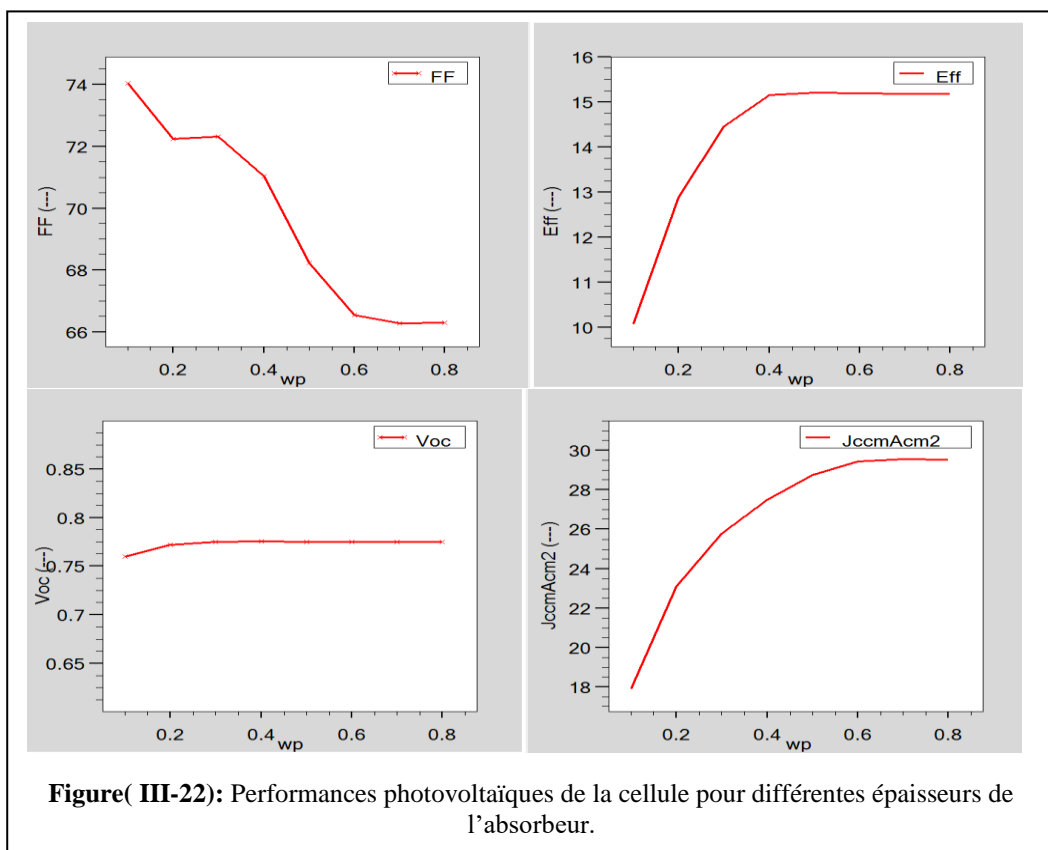 FF
74
72
70
68
66
FF (---)
0.2 0.4 0.6 0.8
wp
Eff
16
15
14
13
12
11
10
Eff (---)
0.2 0.4 0.6 0.8
wp
Voc
0.85
0.8
0.75
0.7
0.65
Voc (---)
0.2 0.4 0.6 0.8
wp
JccmAcm2
30
28
26
24
22
20
18
JccmAcm2 (---)
0.2 0.4 0.6 0.8
wp
Figure( III-22): Performances photovoltaïques de la cellule pour différentes épaisseurs de
l’absorbeur.